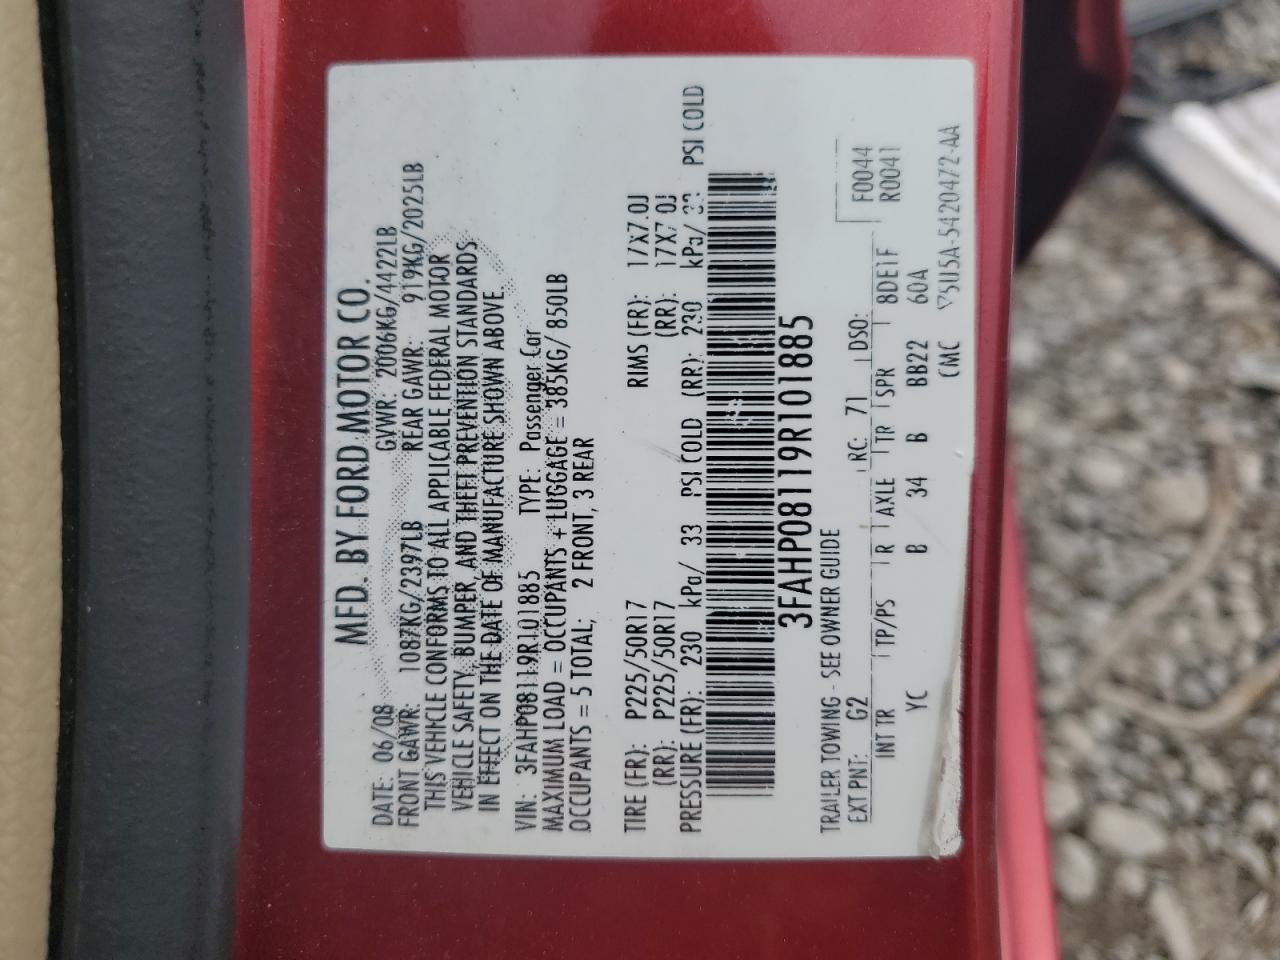 MFD. BY FORD MOTOR CO.
DATE: 06/08 GVWR: 2006KG/4422LB
FRONT GAWR: 1087KG/2397LB REAR GAWR: 919KG/2025LB
THIS VEHICLE CONFORMS TO ALL APPLICABLE FEDERAL MOTOR
VEHICLE SAFETY, BUMPER, AND THEFT PREVENTION STANDARDS
IN EFFECT ON THE DATE OF MANUFACTURE SHOWN ABOVE.
VIN: 3FAHP08119R101885 TYPE: Passenger Car
MAXIMUM LOAD = OCCUPANTS + LUGGAGE = 385KG/ 850LB
OCCUPANTS = 5 TOTAL; 2 FRONT, 3 REAR
TIRE (FR): P225/50R17 RIMS (FR): 17X7.0J
(RR): P225/50R17 (RR): 17X7.0J
PRESSURE (FR): 230 kPa/ 33 PSI COLD (RR): 230 kPa/ PSI COLD
3FAHP08119R101885
TRAILER TOWING - SEE OWNER GUIDE
EXT PNT: G2 RC: 71 DSO: F0044
INT TR TP/PS R AXLE TR SPR 8DE1F R0041
YC B 34 B BB22 60A
CMC 5U5A-5420472-AA